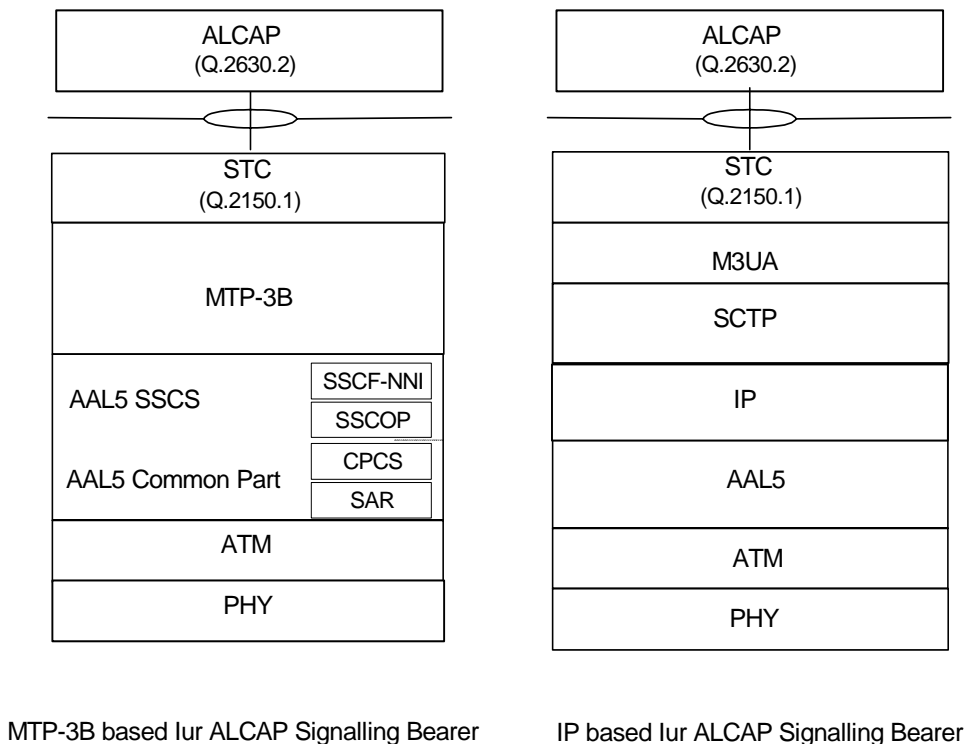 ALCAP
(Q.2630.2)
STC
(Q.2150.1)
MTP-3B
AAL5 SSCS
SSCF-NNI
SSCOP
AAL5 Common Part
CPCS
SAR
ATM
PHY
MTP-3B based Iur ALCAP Signalling Bearer
ALCAP
(Q.2630.2)
STC
(Q.2150.1)
M3UA
SCTP
IP
AAL5
ATM
PHY
IP based Iur ALCAP Signalling Bearer